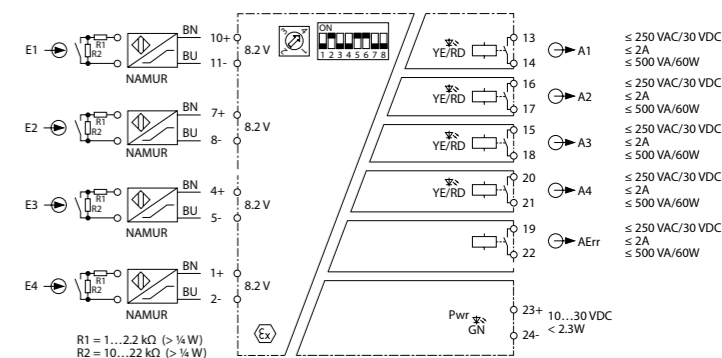 E1
R1
R2
NAMUR
BN
BU
10+
11-
8.2 V
2 3 4
ON
1 2 3 4 5 6 7 8
YE/RD
13
14
A1
≤ 250 VAC/30 VDC
≤ 2A
≤ 500 VA/60W
E2
R1
R2
NAMUR
BN
BU
7+
8-
8.2 V
YE/RD
16
17
A2
≤ 250 VAC/30 VDC
≤ 2A
≤ 500 VA/60W
YE/RD
15
18
A3
≤ 250 VAC/30 VDC
≤ 2A
≤ 500 VA/60W
E3
R1
R2
NAMUR
BN
BU
4+
5-
8.2 V
YE/RD
20
21
A4
≤ 250 VAC/30 VDC
≤ 2A
≤ 500 VA/60W
19
22
AErr
≤ 250 VAC/30 VDC
≤ 2A
≤ 500 VA/60W
E4
R1
R2
NAMUR
BN
BU
1+
2-
8.2 V
Pwr
GN
23+
24-
10…30 VDC
< 2.3W
Ex
R1 = 1…2.2 kΩ (> ¼ W)
R2 = 10…22 kΩ (> ¼ W)